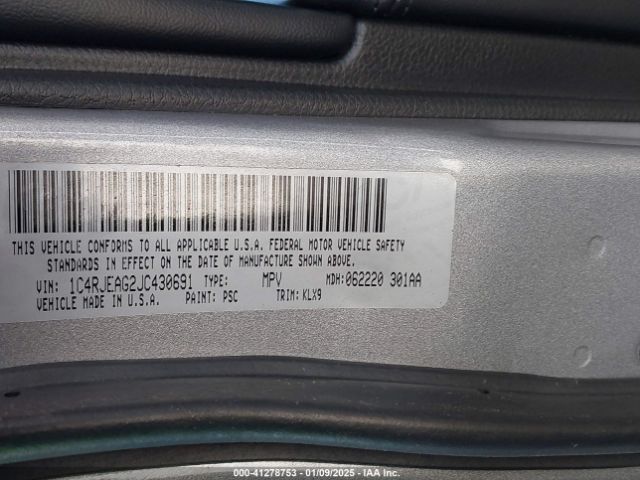 THIS VEHICLE CONFORMS TO ALL APPLICABLE U.S.A. FEDERAL MOTOR VEHICLE SAFETY
STANDARDS IN EFFECT ON THE DATE OF MANUFACTURE SHOWN ABOVE.
VIN: 1C4RJEAG2JC430691 TYPE: MPV MDH:062220 301AA
VEHICLE MADE IN U.S.A. PAINT: PSC TRIM: KLX9
000-41278753 - 01/09/2025 - IAA Inc.